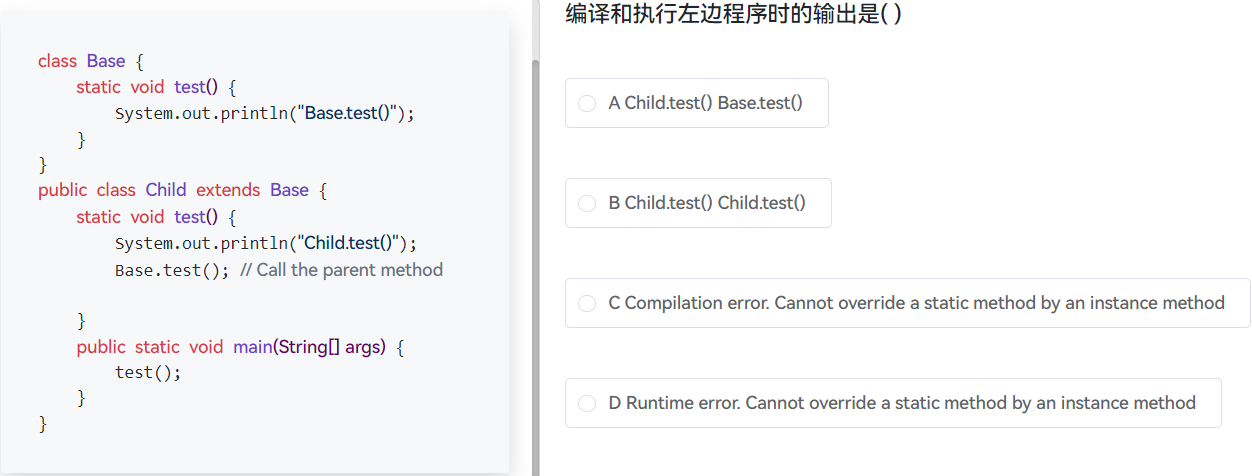 class Base {
    static void test() {
        System.out.println("Base.test()");
    }
}
public class Child extends Base {
    static void test() {
        System.out.println("Child.test()");
        Base.test(); // Call the parent method
    }
    public static void main(String[] args) {
        test();
    }
}
编译和执行左边程序时的输出是( )
A Child.test() Base.test()
B Child.test() Child.test()
C Compilation error. Cannot override a static method by an instance method
D Runtime error. Cannot override a static method by an instance method